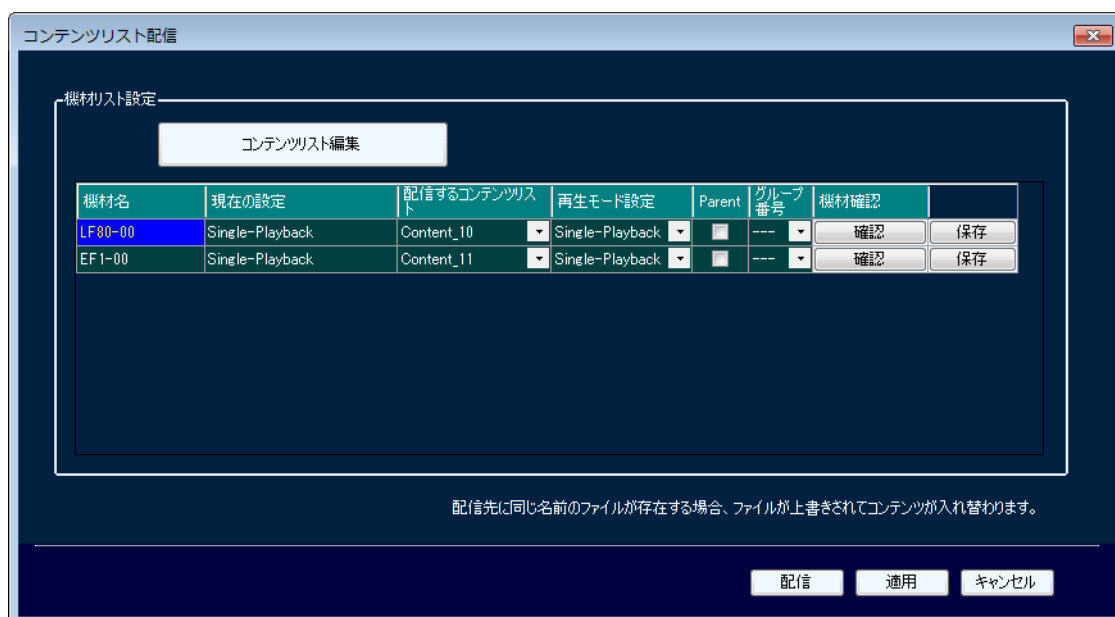 コンテンツリスト配信
機材リスト設定
コンテンツリスト編集
機材名 現在の設定 配信するコンテンツリスト 再生モード設定 Parent グループ番号 機材確認
LF80-00 Single-Playback Content_10 Single-Playback --- 確認 保存
EF1-00 Single-Playback Content_11 Single-Playback --- 確認 保存
配信先に同じ名前のファイルが存在する場合、ファイルが上書きされてコンテンツが入れ替わります。
配信 適用 キャンセル